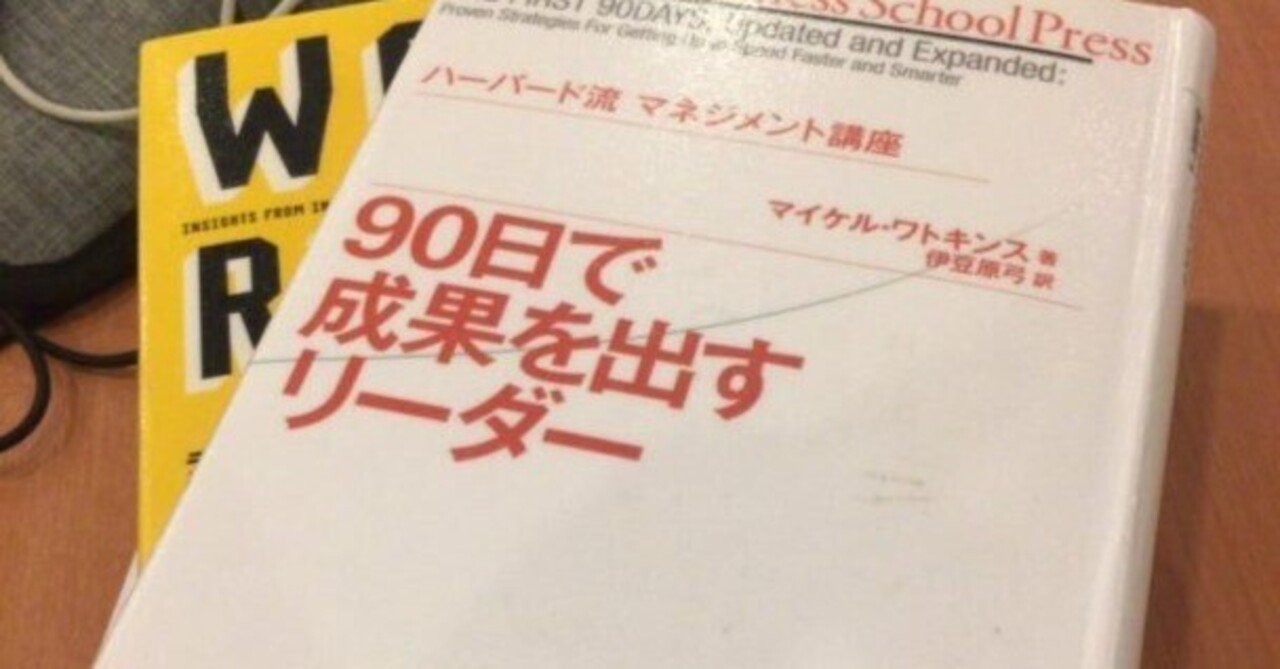 ness School Press
FIRST 90DAYS, Updated and Expanded:
Proven Strategies For Getting Up to Speed Faster and Smarter
ハーバード流 マネジメント講座
マイケル・ワトキンス 著
伊豆原弓 訳
90日で
成果を出す
リーダー
W
INSIGHTS FROM IN
R